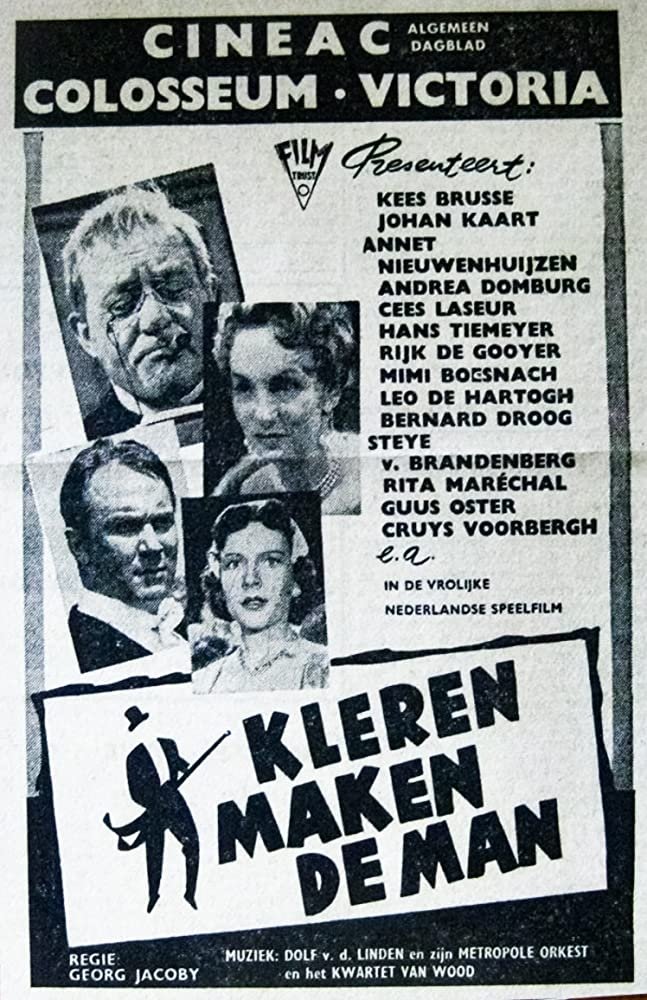 CINEAC ALGEMEEN
DAGBLAD
COLOSSEUM · VICTORIA
FILM
TRUST
Presenteert:
KEES BRUSSE
JOHAN KAART
ANNET
NIEUWENHUIJZEN
ANDREA DOMBURG
CEES LASEUR
HANS TIEMEYER
RIJK DE GOOYER
MIMI BOESNACH
LEO DE HARTOGH
BERNARD DROOG
STEYE
v. BRANDENBERG
RITA MARÉCHAL
GUUS OSTER
CRUYS VOORBERGH
e.a.
IN DE VROLIJKE
NEDERLANDSE SPEELFILM
KLEREN
MAKEN
DE MAN
REGIE:
GEORG JACOBY
MUZIEK: DOLF v. d. LINDEN en zijn METROPOLE ORKEST
en het KWARTET VAN WOOD